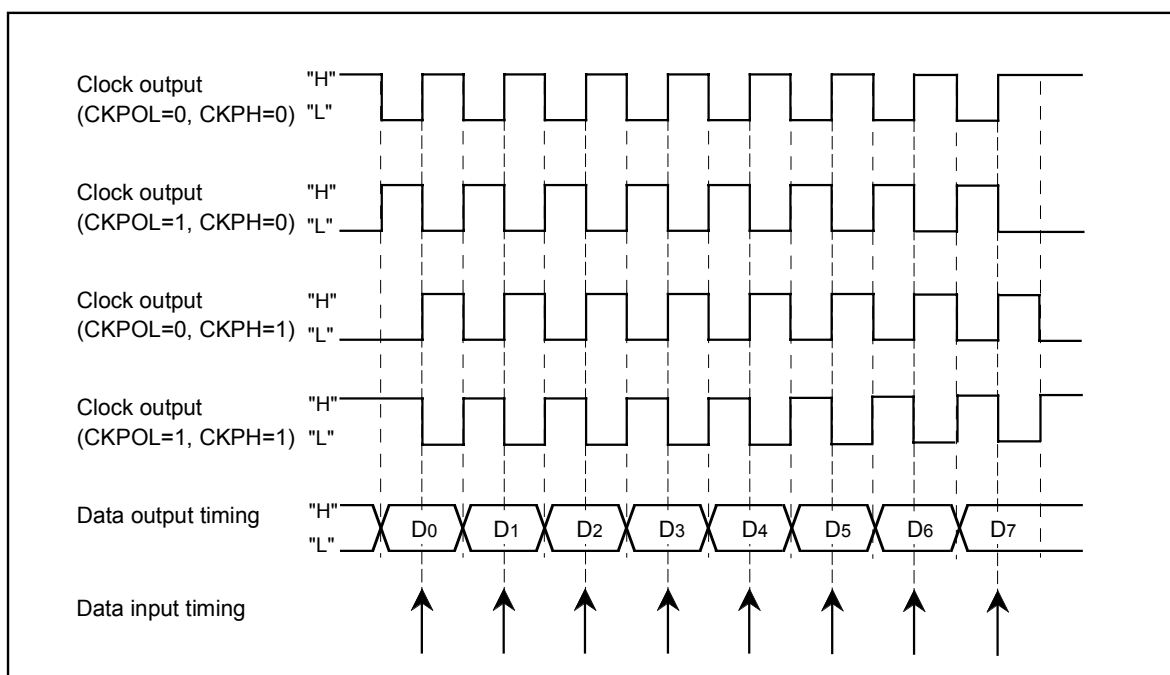 Clock output "H"
(CKPOL=0, CKPH=0) "L"
Clock output "H"
(CKPOL=1, CKPH=0) "L"
Clock output "H"
(CKPOL=0, CKPH=1) "L"
Clock output "H"
(CKPOL=1, CKPH=1) "L"
Data output timing "H" D0 D1 D2 D3 D4 D5 D6 D7
"L"
Data input timing